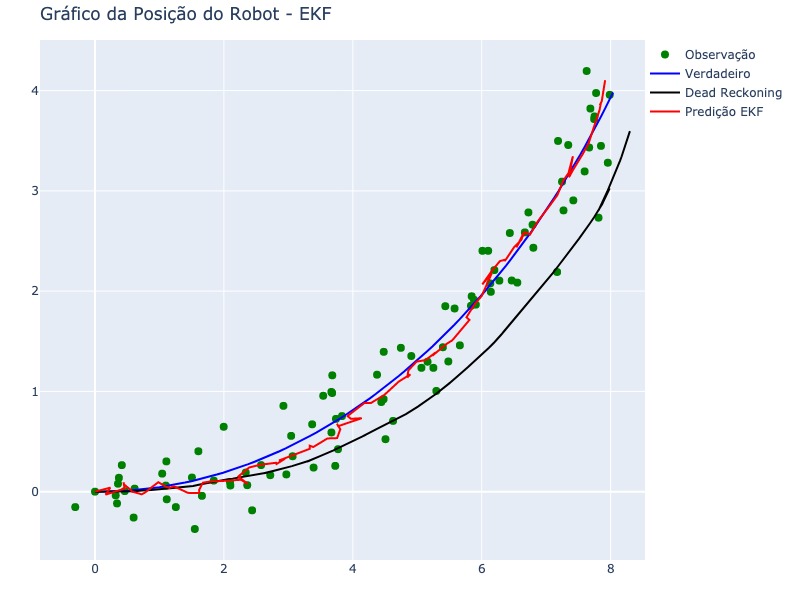 Gráfico da Posição do Robot - EKF
Observação
Verdadeiro
Dead Reckoning
Predição EKF
4
3
2
1
0
0 2 4 6 8